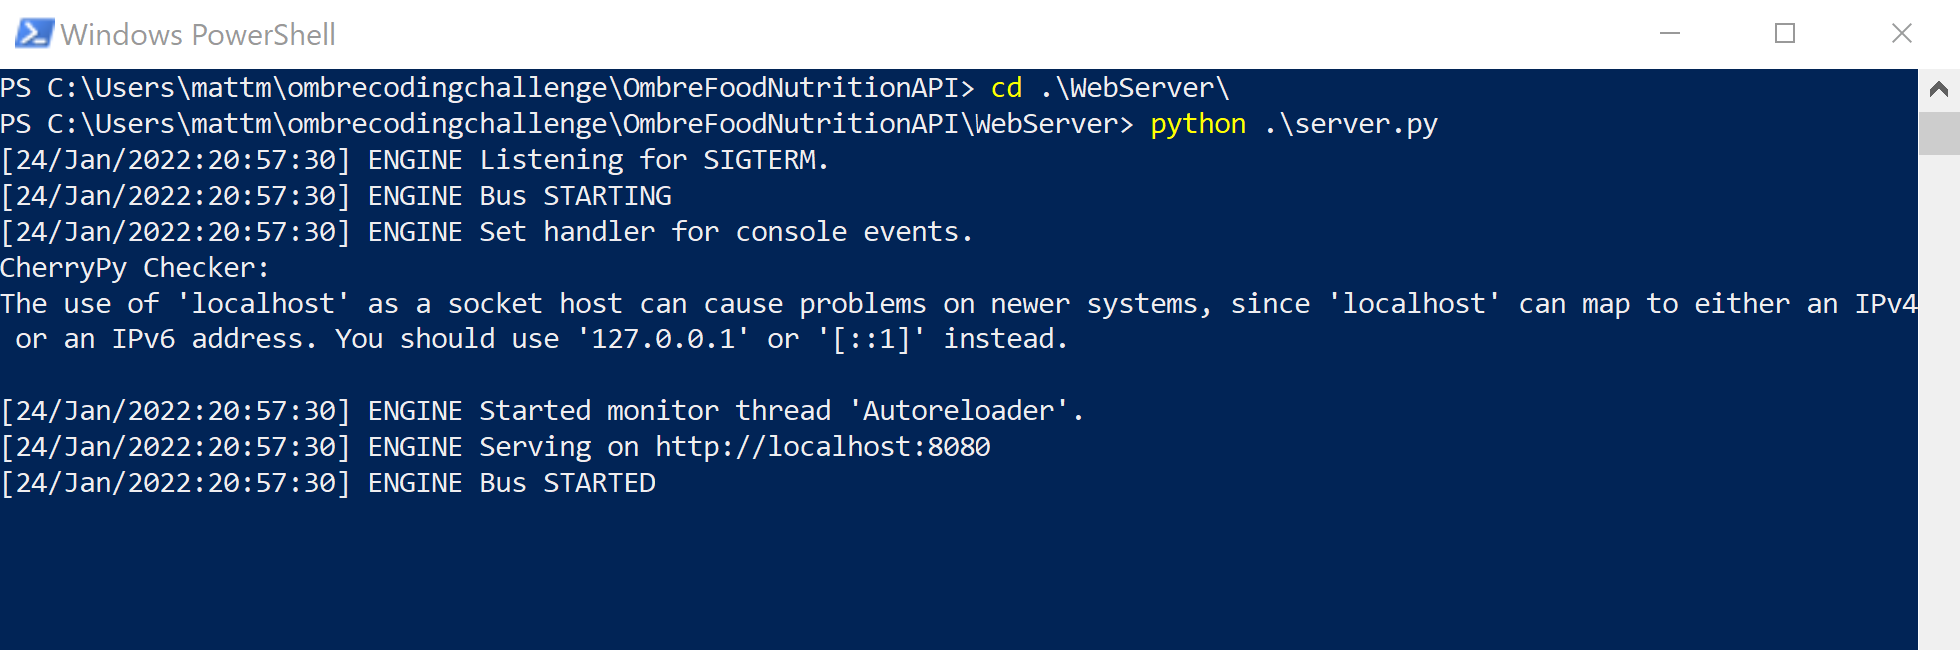 Windows PowerShell
PS C:\Users\mattm\ombrecodingchallenge\OmbreFoodNutritionAPI> cd .\WebServer\
PS C:\Users\mattm\ombrecodingchallenge\OmbreFoodNutritionAPI\WebServer> python .\server.py
[24/Jan/2022:20:57:30] ENGINE Listening for SIGTERM.
[24/Jan/2022:20:57:30] ENGINE Bus STARTING
[24/Jan/2022:20:57:30] ENGINE Set handler for console events.
CherryPy Checker:
The use of 'localhost' as a socket host can cause problems on newer systems, since 'localhost' can map to either an IPv4
 or an IPv6 address. You should use '127.0.0.1' or '[::1]' instead.
[24/Jan/2022:20:57:30] ENGINE Started monitor thread 'Autoreloader'.
[24/Jan/2022:20:57:30] ENGINE Serving on http://localhost:8080
[24/Jan/2022:20:57:30] ENGINE Bus STARTED